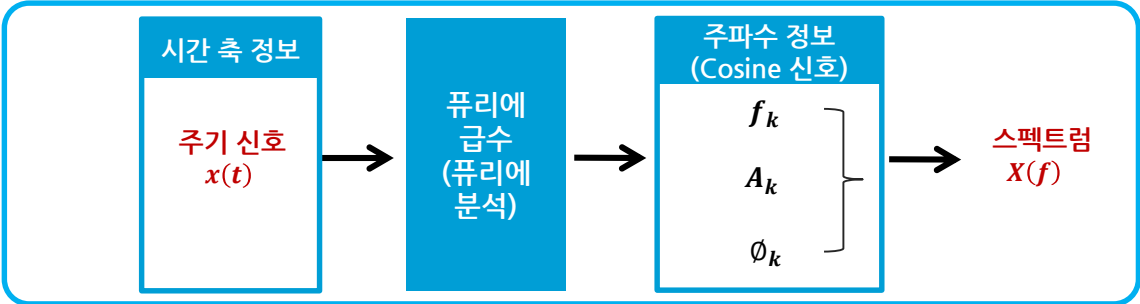 시간 축 정보
주기 신호
x(t)
퓨리에
급수
(퓨리에
분석)
주파수 정보
(Cosine 신호)
f_k
A_k
∅_k
스펙트럼
X(f)